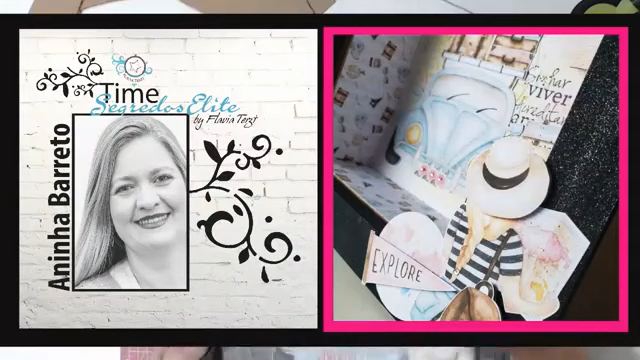 Time
SegredosElite
by Flavia Terzi
Aninha Barreto
Sonhar
viver
EXPLORE